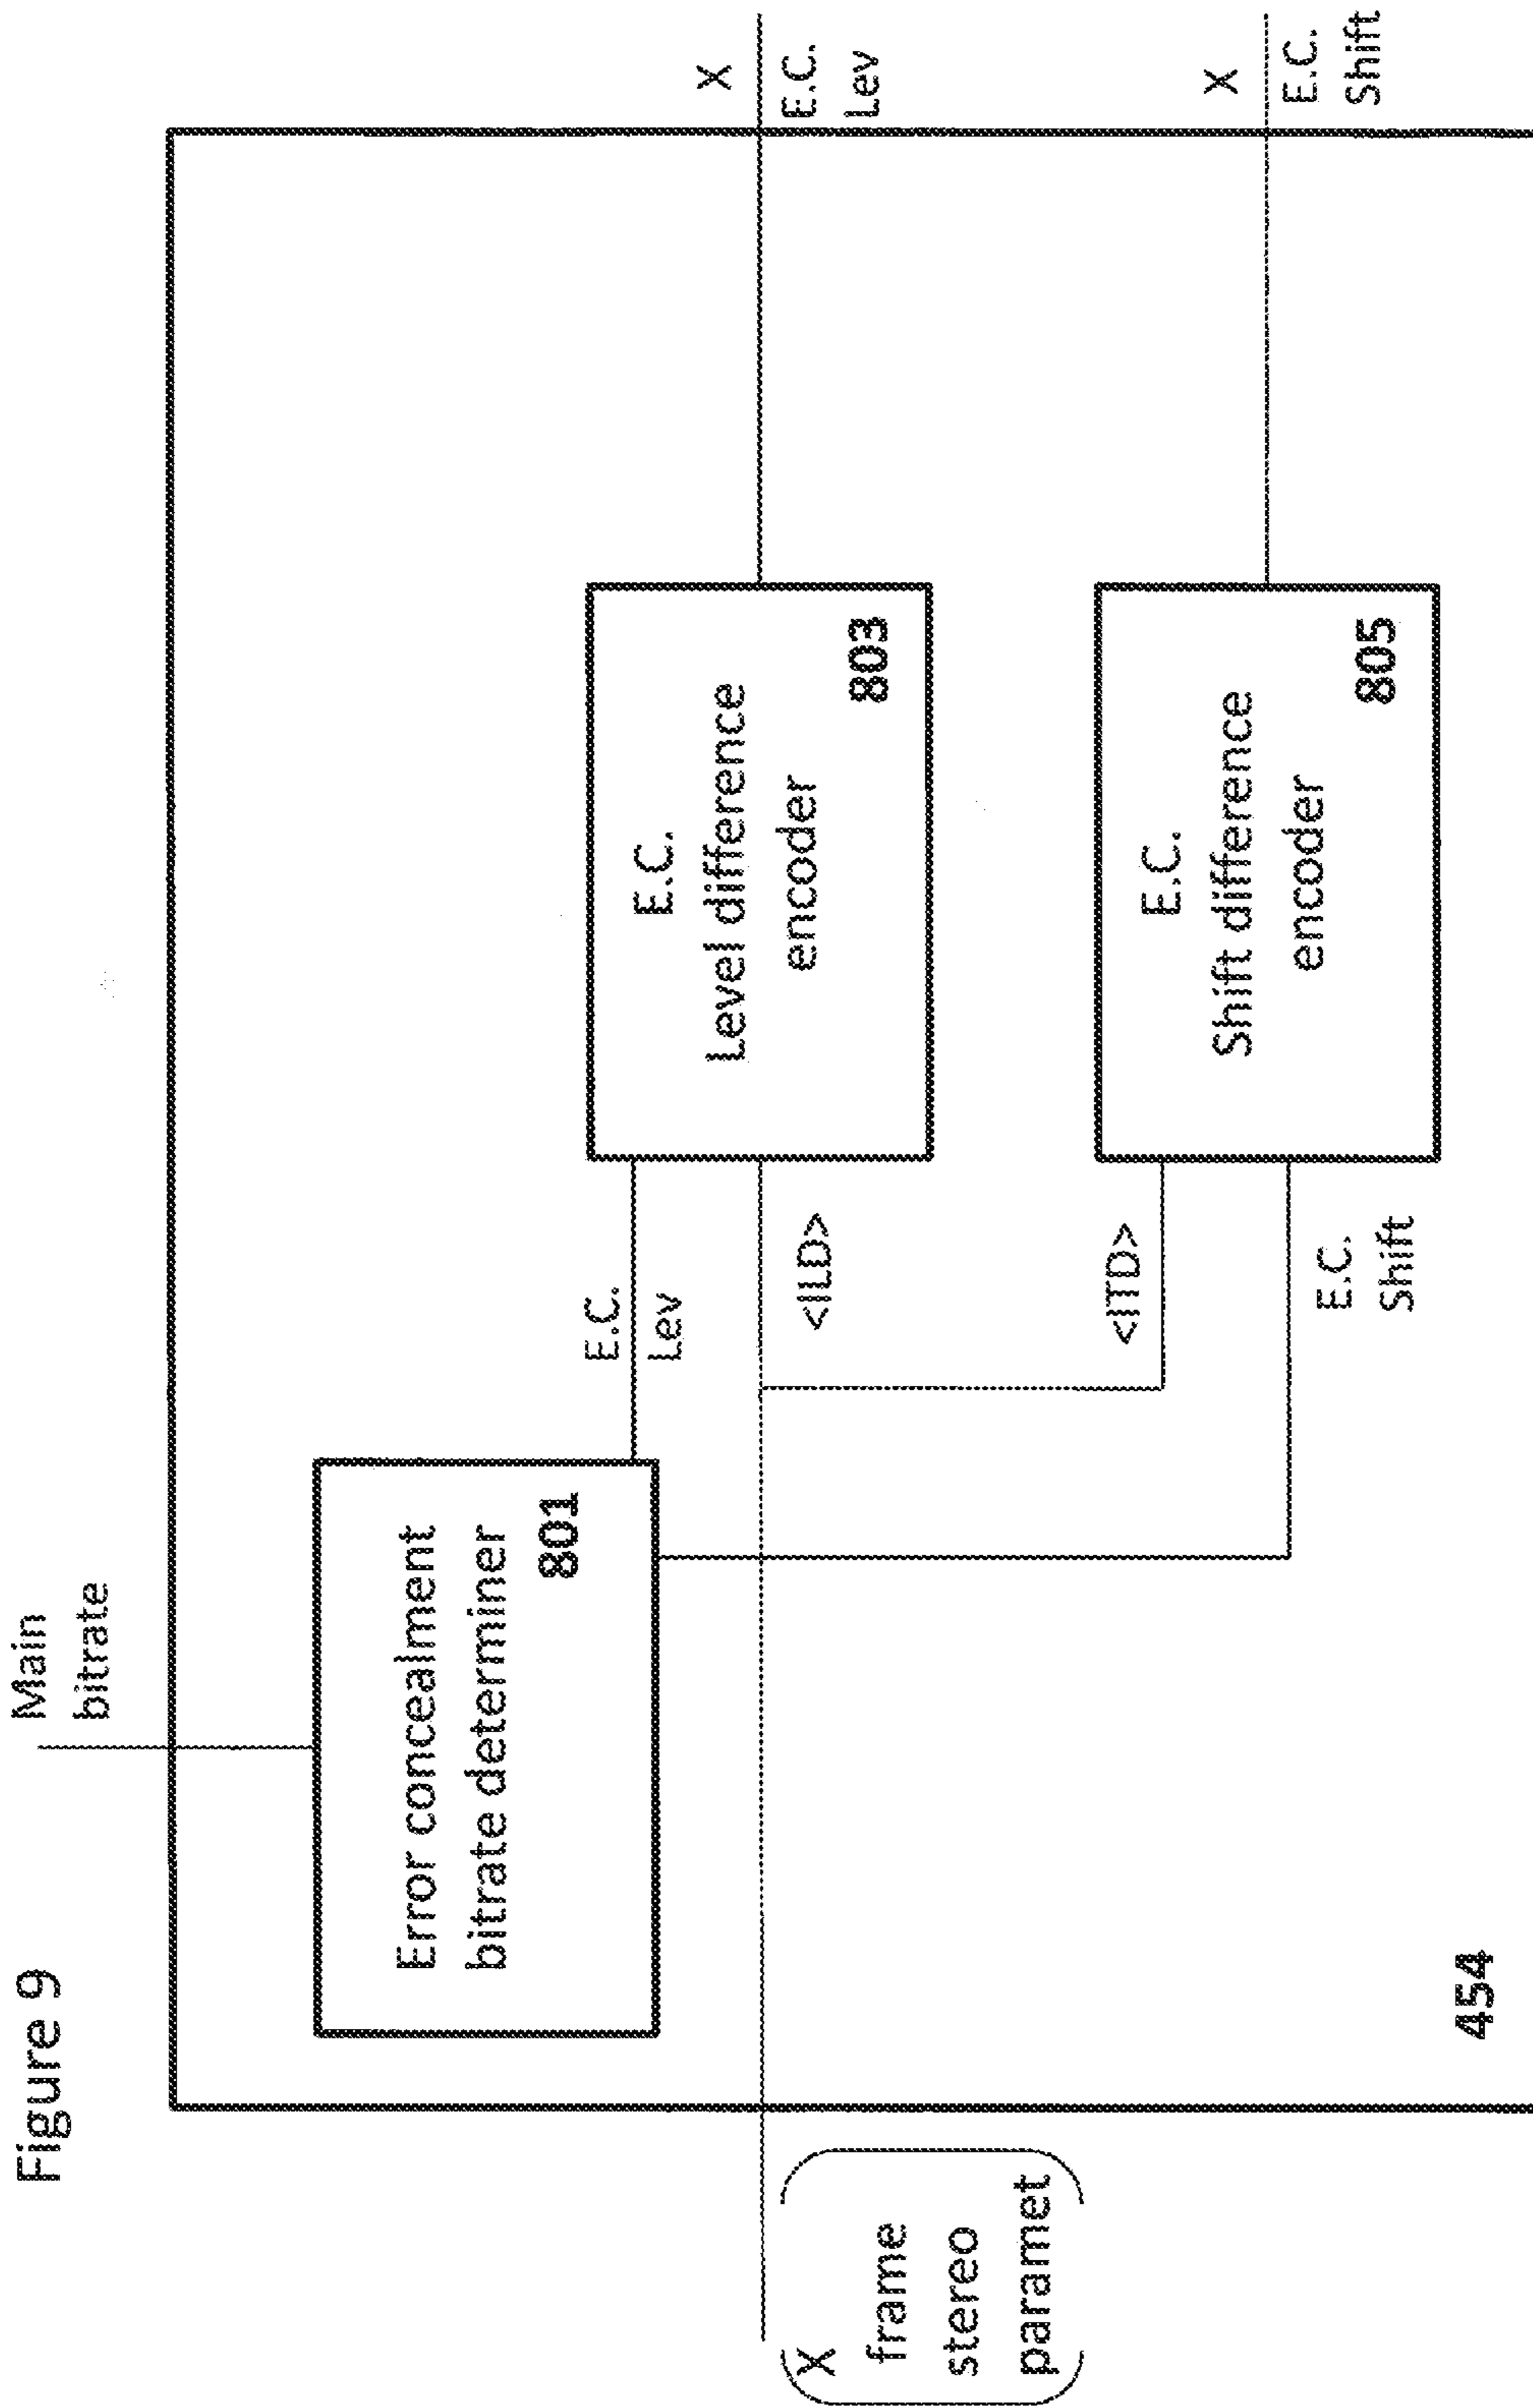 Figure 9
Main
bitrate
Error concealment
bitrate determiner
801
E.C.
Lev
E.C.
Level difference
encoder
803
X
E.C.
Lev
X
frame
stereo
paramet
<ILD>
<ITD>
E.C.
Shift
E.C.
Shift difference
encoder
805
X
E.C.
Shift
454